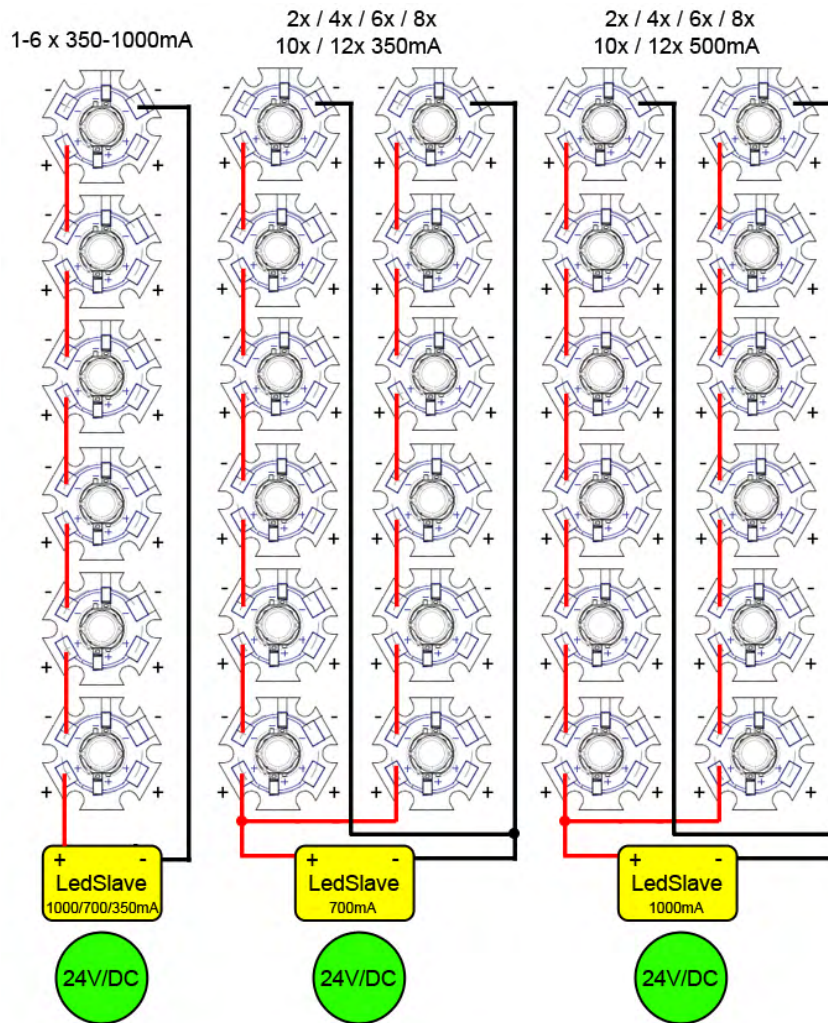 1-6 x 350-1000mA
2x / 4x / 6x / 8x
10x / 12x 350mA
2x / 4x / 6x / 8x
10x / 12x 500mA
+ -
LedSlave
1000/700/350mA
+ -
LedSlave
700mA
+ -
LedSlave
1000mA
24V/DC
24V/DC
24V/DC